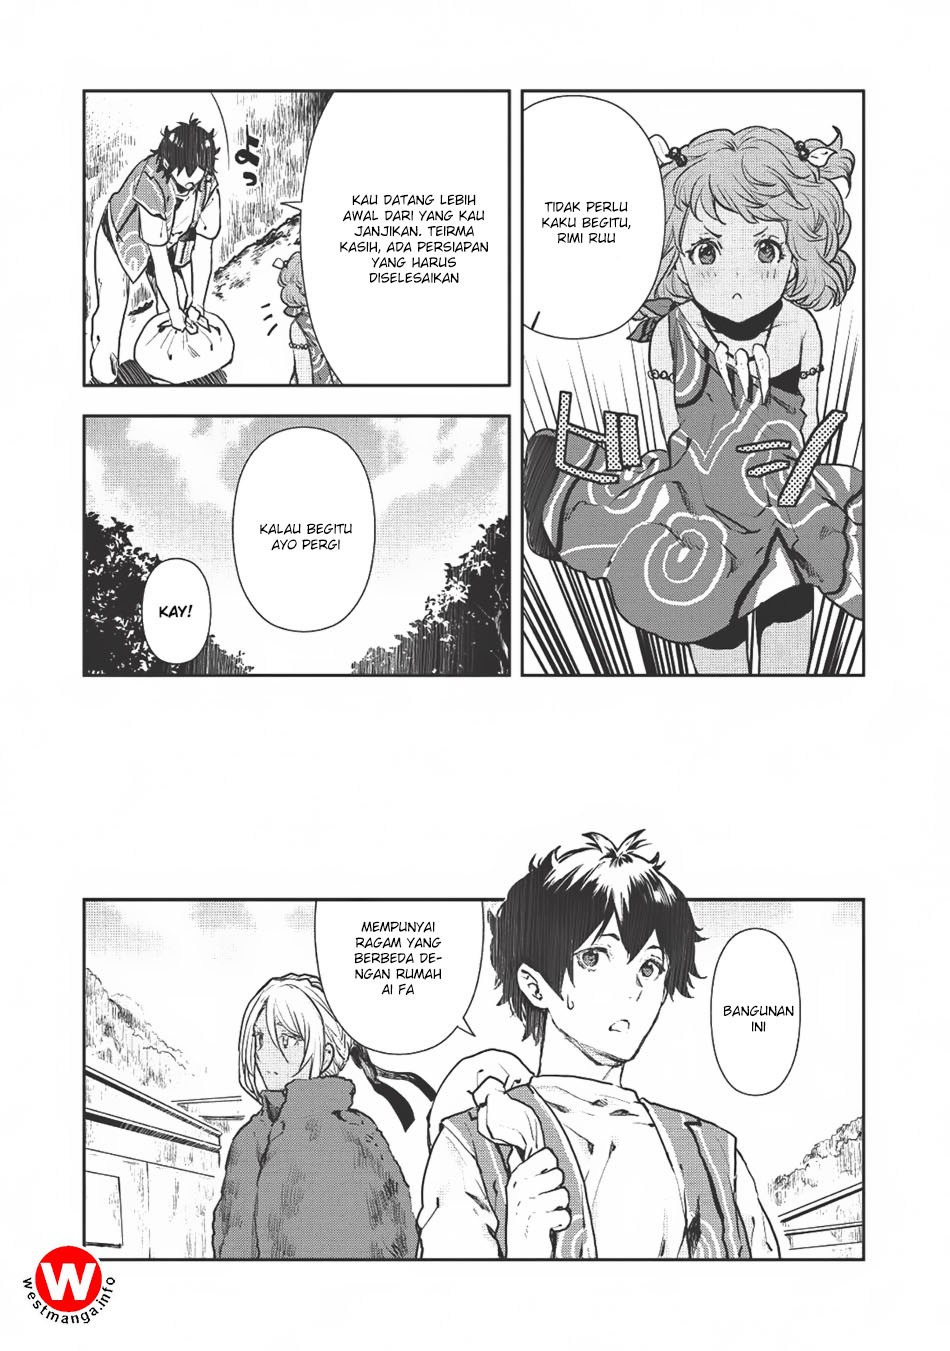 TIDAK PERLU
KAKU BEGITU,
RIMI RUU
KAU DATANG LEBIH
AWAL DARI YANG KAU
JANJIKAN. TEIRMA
KASIH, ADA PERSIAPAN
YANG HARUS
DISELESAIKAN
KALAU BEGITU
AYO PERGI
KAY!
BANGUNAN
INI
MEMPUNYAI
RAGAM YANG
BERBEDA DE-
NGAN RUMAH
AI FA
W
westmanga.info